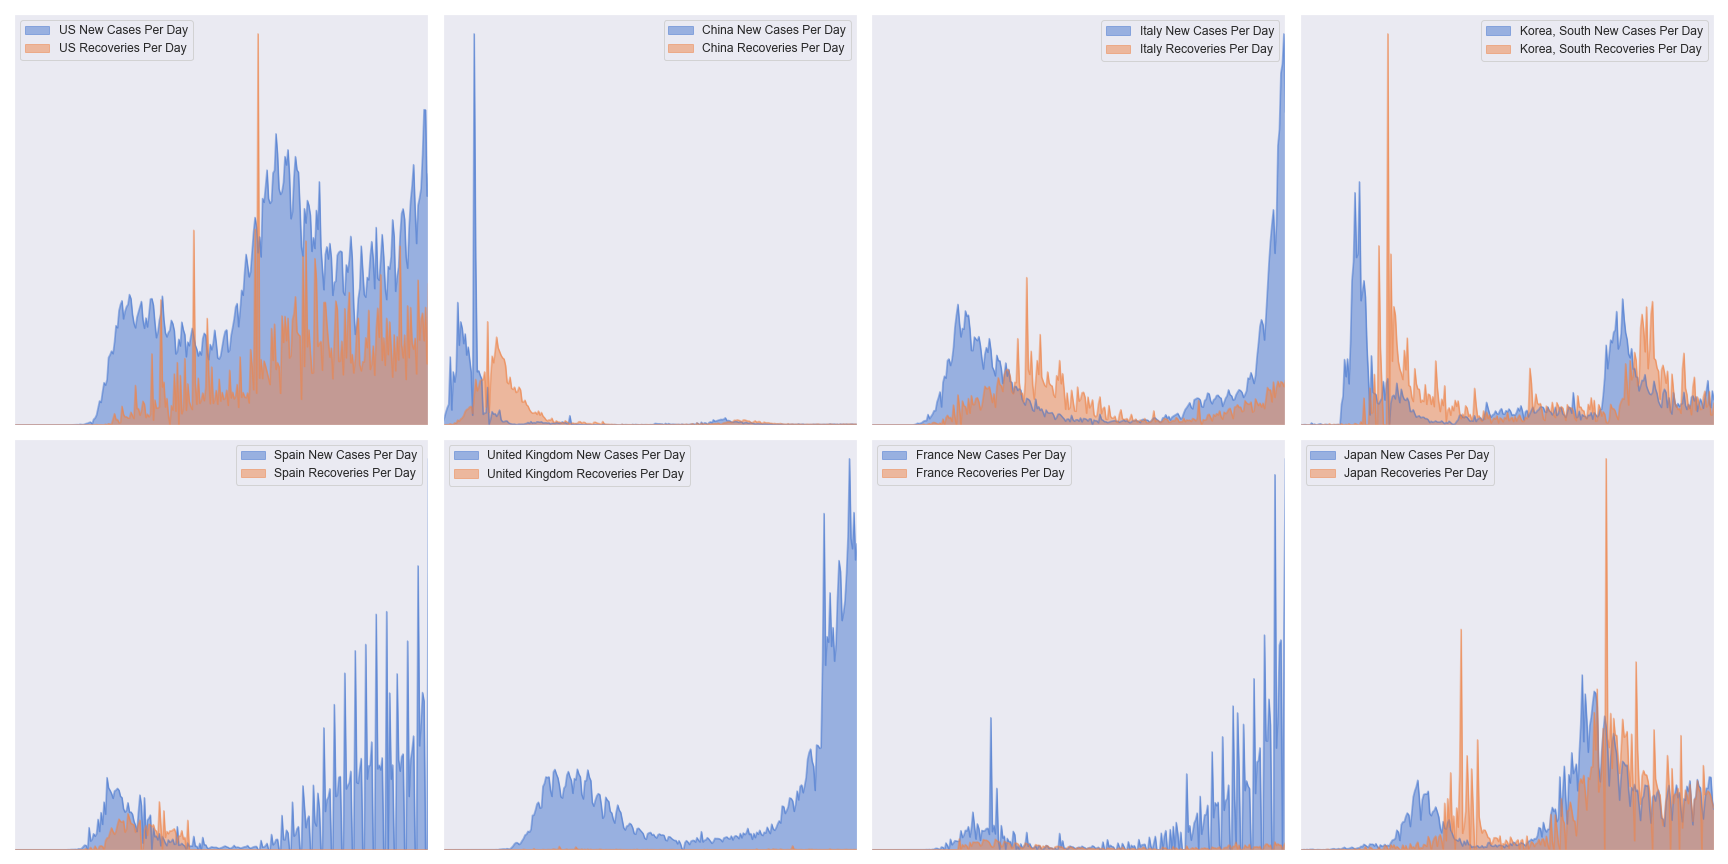 US New Cases Per Day
US Recoveries Per Day
China New Cases Per Day
China Recoveries Per Day
Italy New Cases Per Day
Italy Recoveries Per Day
Korea, South New Cases Per Day
Korea, South Recoveries Per Day
Spain New Cases Per Day
Spain Recoveries Per Day
United Kingdom New Cases Per Day
United Kingdom Recoveries Per Day
France New Cases Per Day
France Recoveries Per Day
Japan New Cases Per Day
Japan Recoveries Per Day